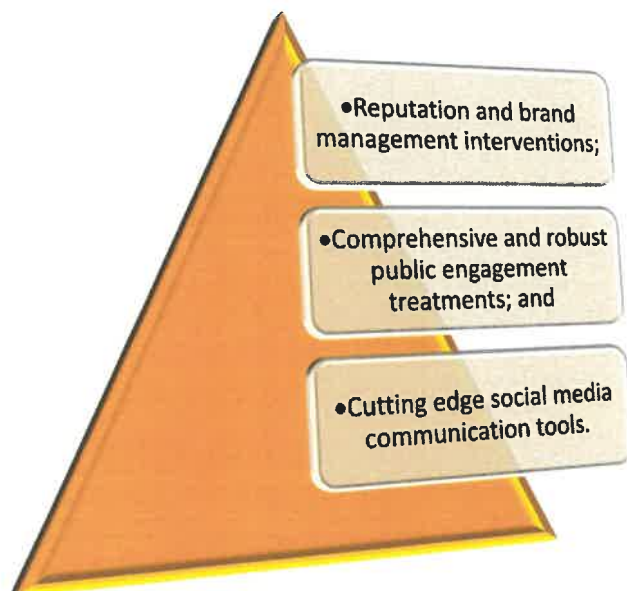 •Reputation and brand
management interventions;
•Comprehensive and robust
public engagement
treatments; and
•Cutting edge social media
communication tools.